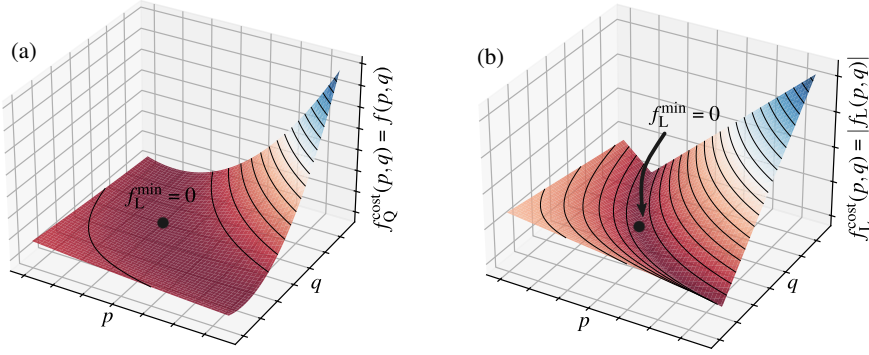 (a)
f_L^min = 0
p
q
f_Q^cost(p, q) = f(p, q)
(b)
f_L^min = 0
p
q
f_L^cost(p, q) = |f_L(p, q)|